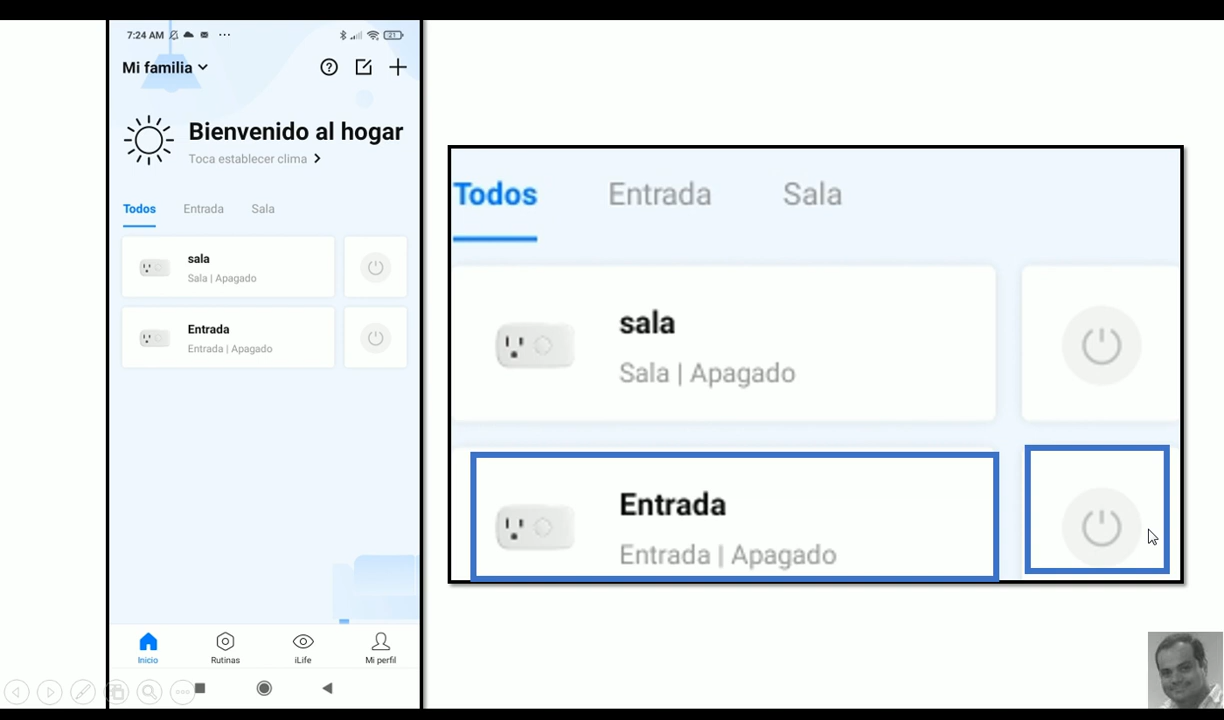 7:24 AM
21
Mi familia
Bienvenido al hogar
Toca establecer clima
Todos Entrada Sala
sala
Sala | Apagado
Entrada
Entrada | Apagado
Inicio Rutinas iLife Mi perfil
Todos Entrada Sala
sala
Sala | Apagado
Entrada
Entrada | Apagado